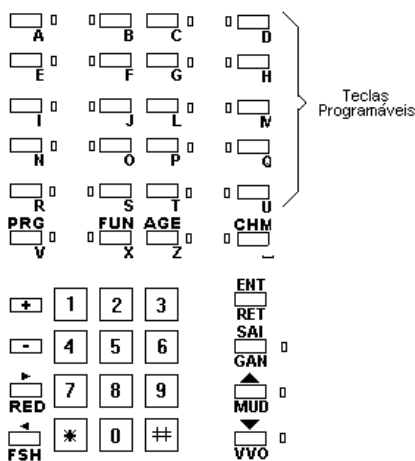 A B C D
E F G H
Teclas
Programáveis
I J L M
N O P Q
R S T U
PRG FUN AGE CHM
V X Z
+ 1 2 3 ENT
RET
- 4 5 6 SAI
GAN
RED 7 8 9 MUD
FSH * 0 # VVO